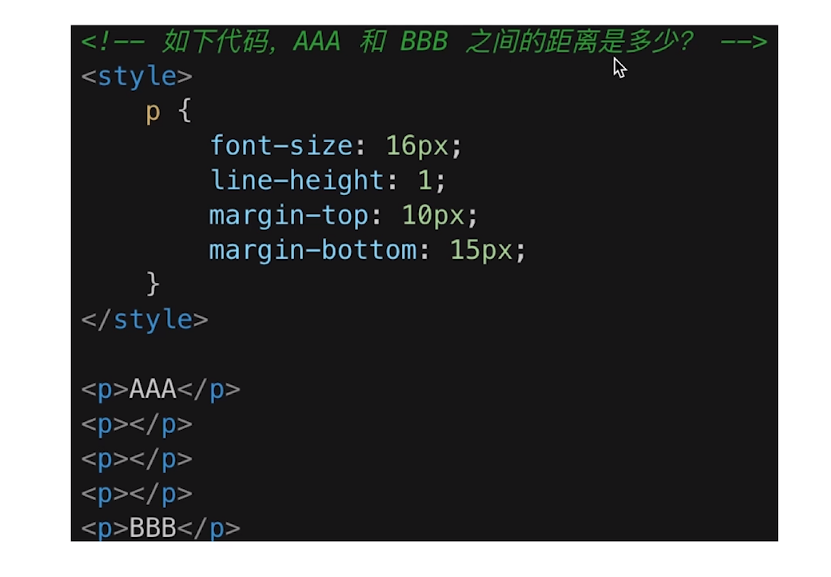 <!-- 如下代码，AAA 和 BBB 之间的距离是多少？ -->
<style>
    p {
        font-size: 16px;
        line-height: 1;
        margin-top: 10px;
        margin-bottom: 15px;
    }
</style>
<p>AAA</p>
<p></p>
<p></p>
<p></p>
<p>BBB</p>